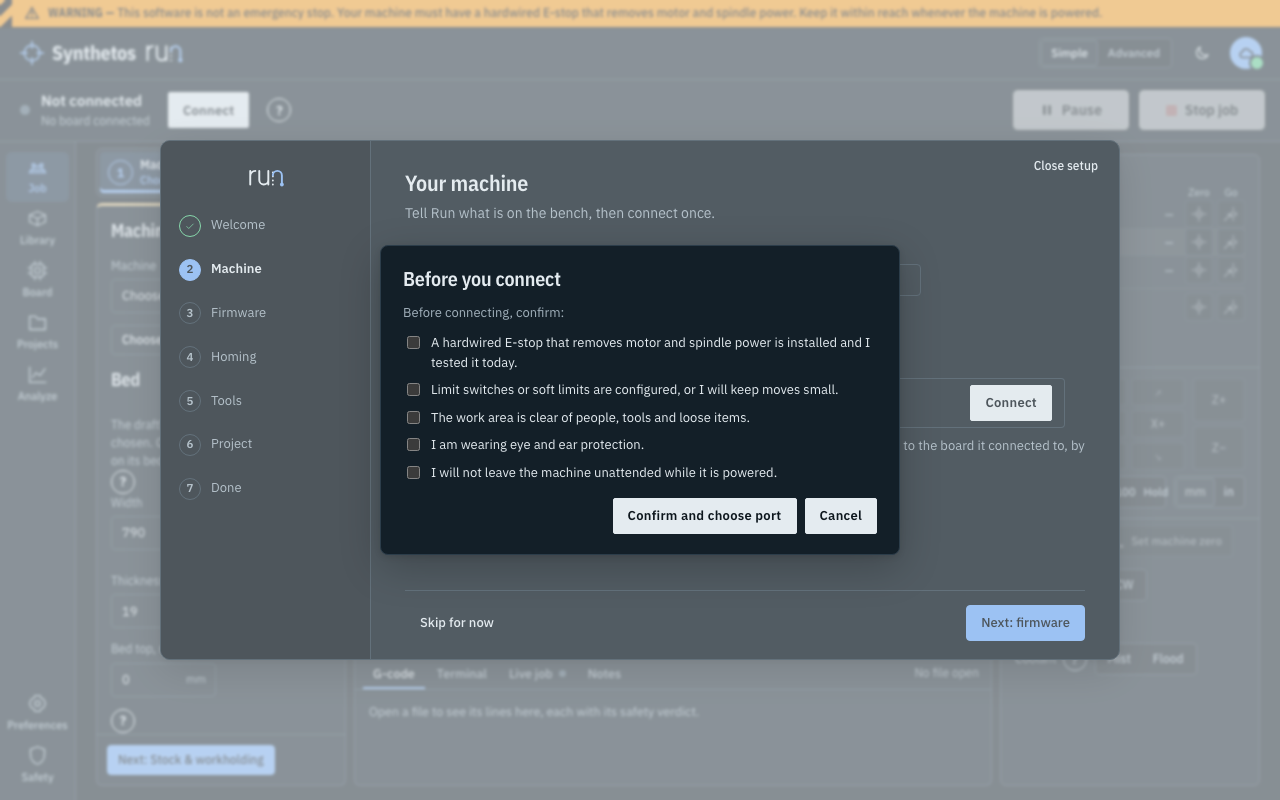 WARNING — This software is not an emergency stop. Your machine must have a hardwired E-stop that removes motor and spindle power. Keep it within reach whenever the machine is powered.
Synthetos run
Simple Advanced
Not connected
No board connected
Connect
?
Pause
Stop job
Job
Library
Board
Projects
Analyze
Preferences
Safety
1
Bed
Width
790
19
0 mm
?
Next: Stock & workholding
run
Welcome
2 Machine
3 Firmware
4 Homing
5 Tools
6 Project
7 Done
Close setup
Your machine
Tell Run what is on the bench, then connect once.
Before you connect
Before connecting, confirm:
A hardwired E-stop that removes motor and spindle power is installed and I
tested it today.
Limit switches or soft limits are configured, or I will keep moves small.
The work area is clear of people, tools and loose items.
I am wearing eye and ear protection.
I will not leave the machine unattended while it is powered.
Confirm and choose port
Cancel
Connect
to the board it connected to, by
Skip for now
Next: firmware
G-code Terminal Live job Notes
No file open
Open a file to see its lines here, each with its safety verdict.
Zero Go
Z+
Z−
Hold mm in
Set machine zero
Flood